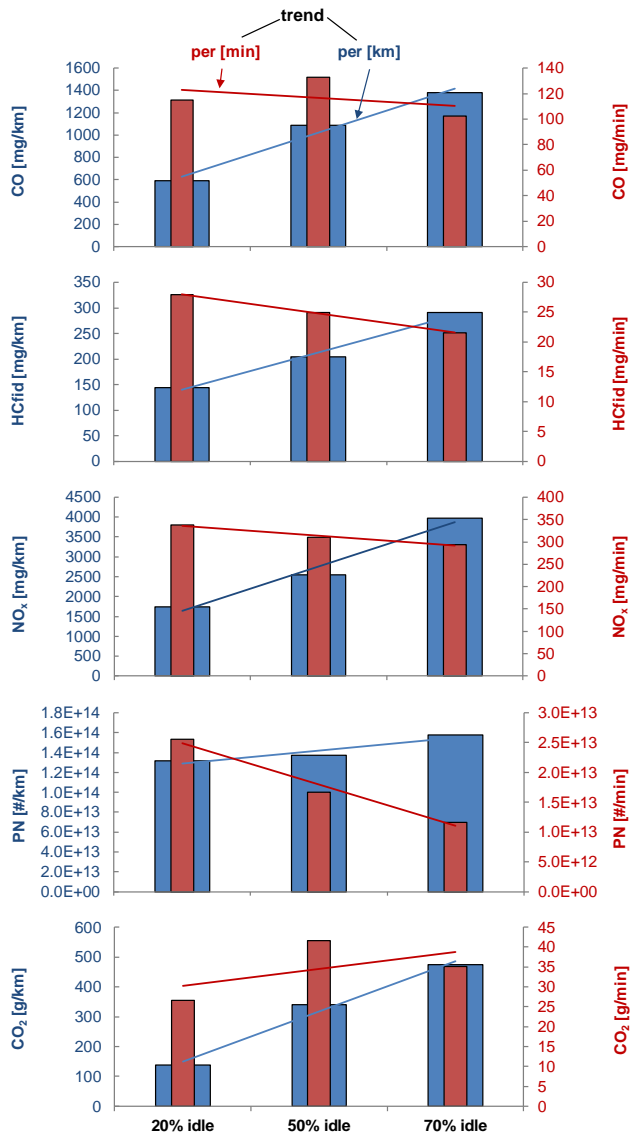 trend
per [min]
per [km]
CO [mg/km]
1600
1400
1200
1000
800
600
400
200
0
140
120
100
80
60
40
20
0
CO [mg/min]
HCfid [mg/km]
350
300
250
200
150
100
50
0
30
25
20
15
10
5
0
HCfid [mg/min]
NOx [mg/km]
4500
4000
3500
3000
2500
2000
1500
1000
500
0
400
350
300
250
200
150
100
50
0
NOx [mg/min]
PN [#/km]
1.8E+14
1.6E+14
1.4E+14
1.2E+14
1.0E+14
8.0E+13
6.0E+13
4.0E+13
2.0E+13
0.0E+00
3.0E+13
2.5E+13
2.0E+13
1.5E+13
1.0E+13
5.0E+12
0.0E+00
PN [#/min]
CO2 [g/km]
600
500
400
300
200
100
0
45
40
35
30
25
20
15
10
5
0
CO2 [g/min]
20% idle
50% idle
70% idle